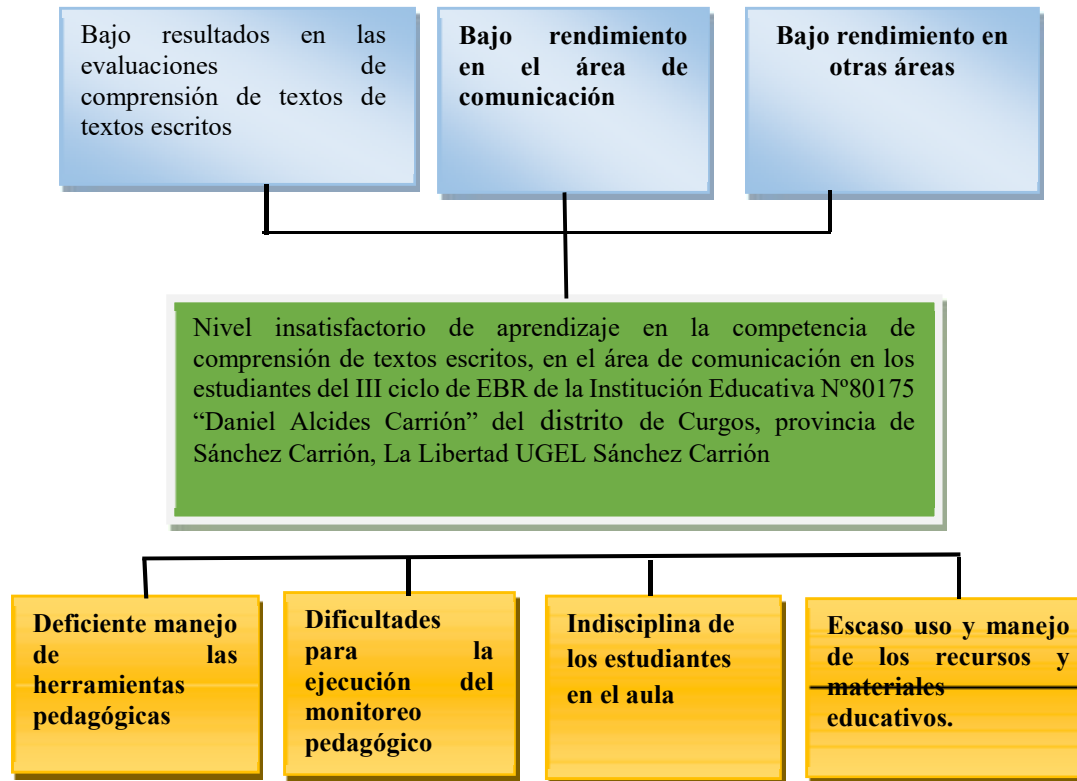 Bajo resultados en las
evaluaciones de
comprensión de textos de
textos escritos
Bajo rendimiento
en el área de
comunicación
Bajo rendimiento en
otras áreas
Nivel insatisfactorio de aprendizaje en la competencia de
comprensión de textos escritos, en el área de comunicación en los
estudiantes del III ciclo de EBR de la Institución Educativa Nº80175
“Daniel Alcides Carrión” del distrito de Curgos, provincia de
Sánchez Carrión, La Libertad UGEL Sánchez Carrión
Deficiente manejo
de las
herramientas
pedagógicas
Dificultades
para la
ejecución del
monitoreo
pedagógico
Indisciplina de
los estudiantes
en el aula
Escaso uso y manejo
de los recursos y
materiales
educativos.